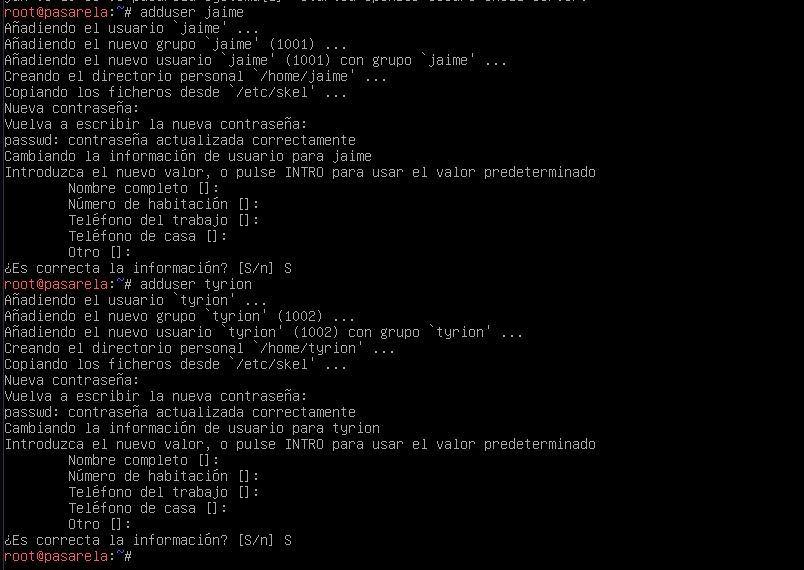 root@pasarela:~# adduser jaime
Añadiendo el usuario `jaime' ...
Añadiendo el nuevo grupo `jaime' (1001) ...
Añadiendo el nuevo usuario `jaime' (1001) con grupo `jaime' ...
Creando el directorio personal `/home/jaime' ...
Copiando los ficheros desde `/etc/skel' ...
Nueva contraseña:
Vuelva a escribir la nueva contraseña:
passwd: contraseña actualizada correctamente
Cambiando la información de usuario para jaime
Introduzca el nuevo valor, o pulse INTRO para usar el valor predeterminado
        Nombre completo []:
        Número de habitación []:
        Teléfono del trabajo []:
        Teléfono de casa []:
        Otro []:
¿Es correcta la información? [S/n] S
root@pasarela:~# adduser tyrion
Añadiendo el usuario `tyrion' ...
Añadiendo el nuevo grupo `tyrion' (1002) ...
Añadiendo el nuevo usuario `tyrion' (1002) con grupo `tyrion' ...
Creando el directorio personal `/home/tyrion' ...
Copiando los ficheros desde `/etc/skel' ...
Nueva contraseña:
Vuelva a escribir la nueva contraseña:
passwd: contraseña actualizada correctamente
Cambiando la información de usuario para tyrion
Introduzca el nuevo valor, o pulse INTRO para usar el valor predeterminado
        Nombre completo []:
        Número de habitación []:
        Teléfono del trabajo []:
        Teléfono de casa []:
        Otro []:
¿Es correcta la información? [S/n] S
root@pasarela:~#